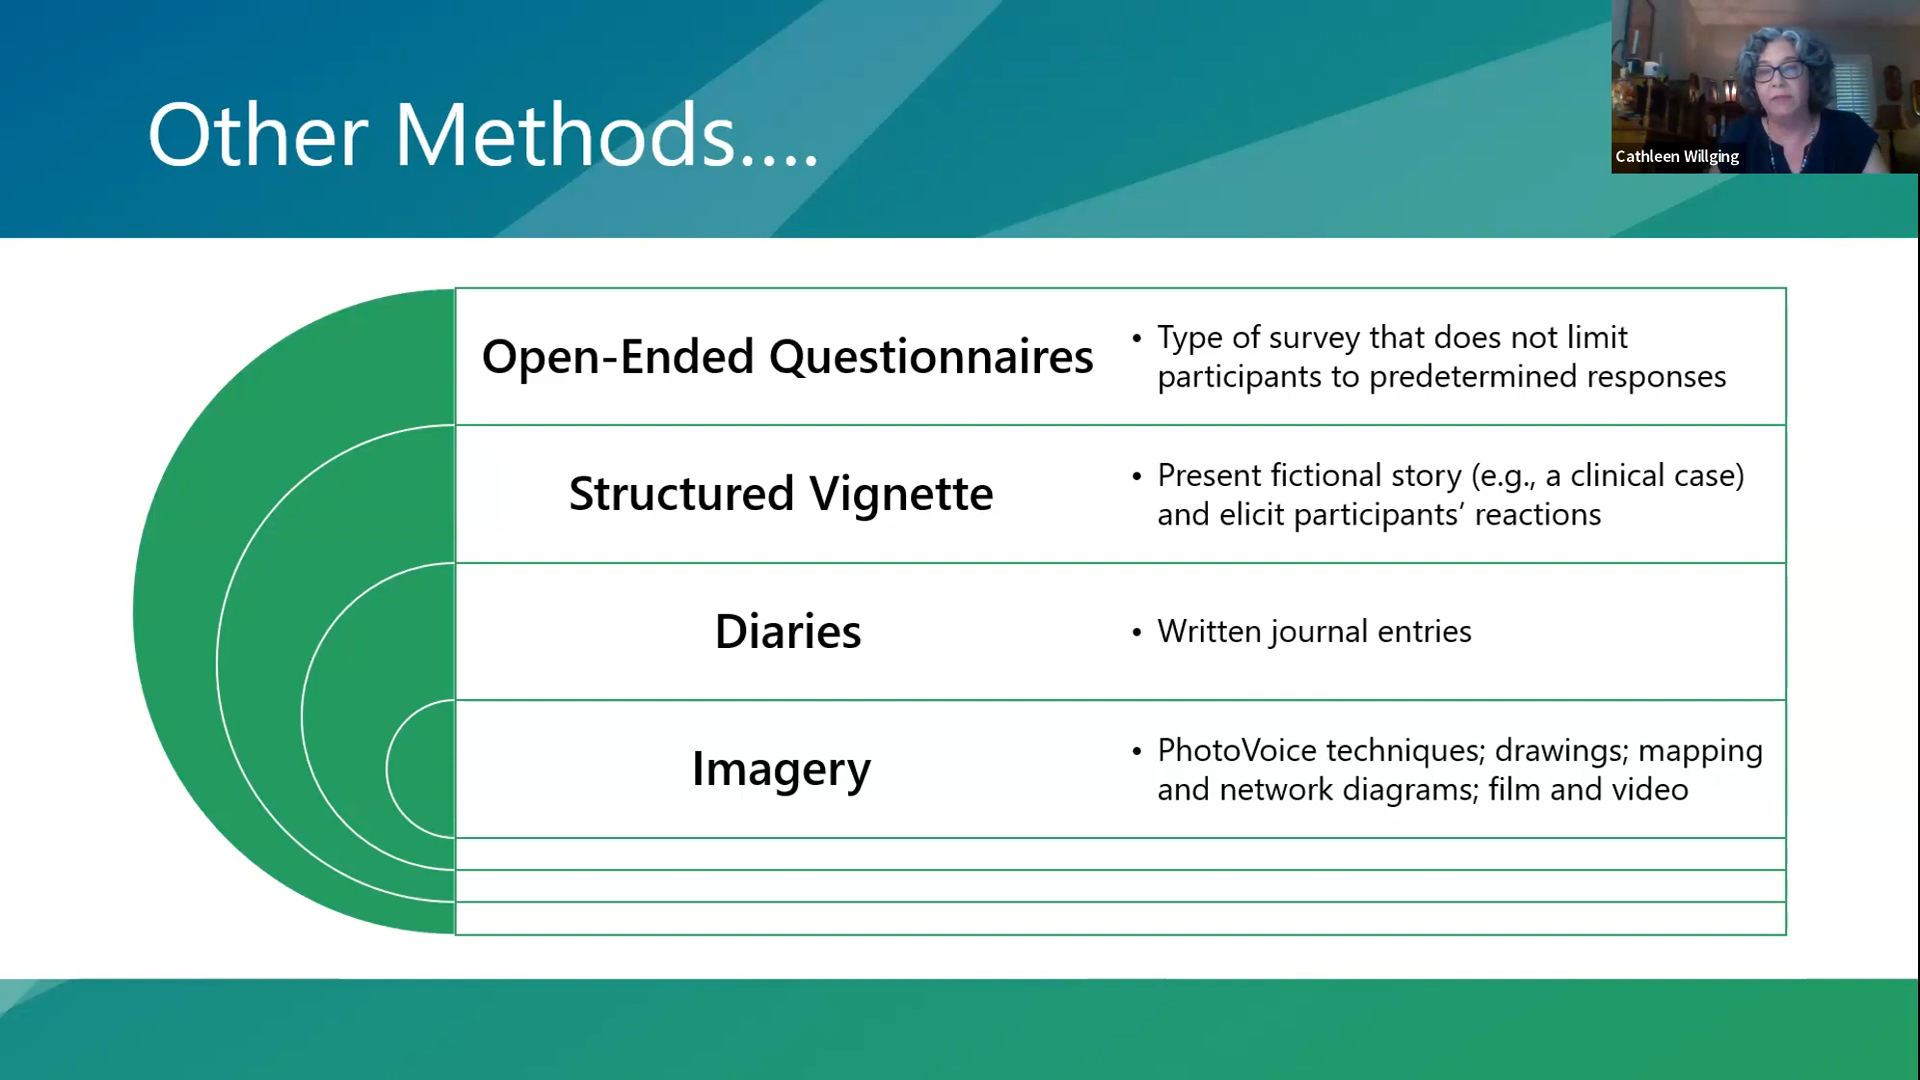 Other Methods....
Cathleen Willging
Open-Ended Questionnaires
• Type of survey that does not limit
participants to predetermined responses
Structured Vignette
• Present fictional story (e.g., a clinical case)
and elicit participants’ reactions
Diaries
• Written journal entries
Imagery
• PhotoVoice techniques; drawings; mapping
and network diagrams; film and video